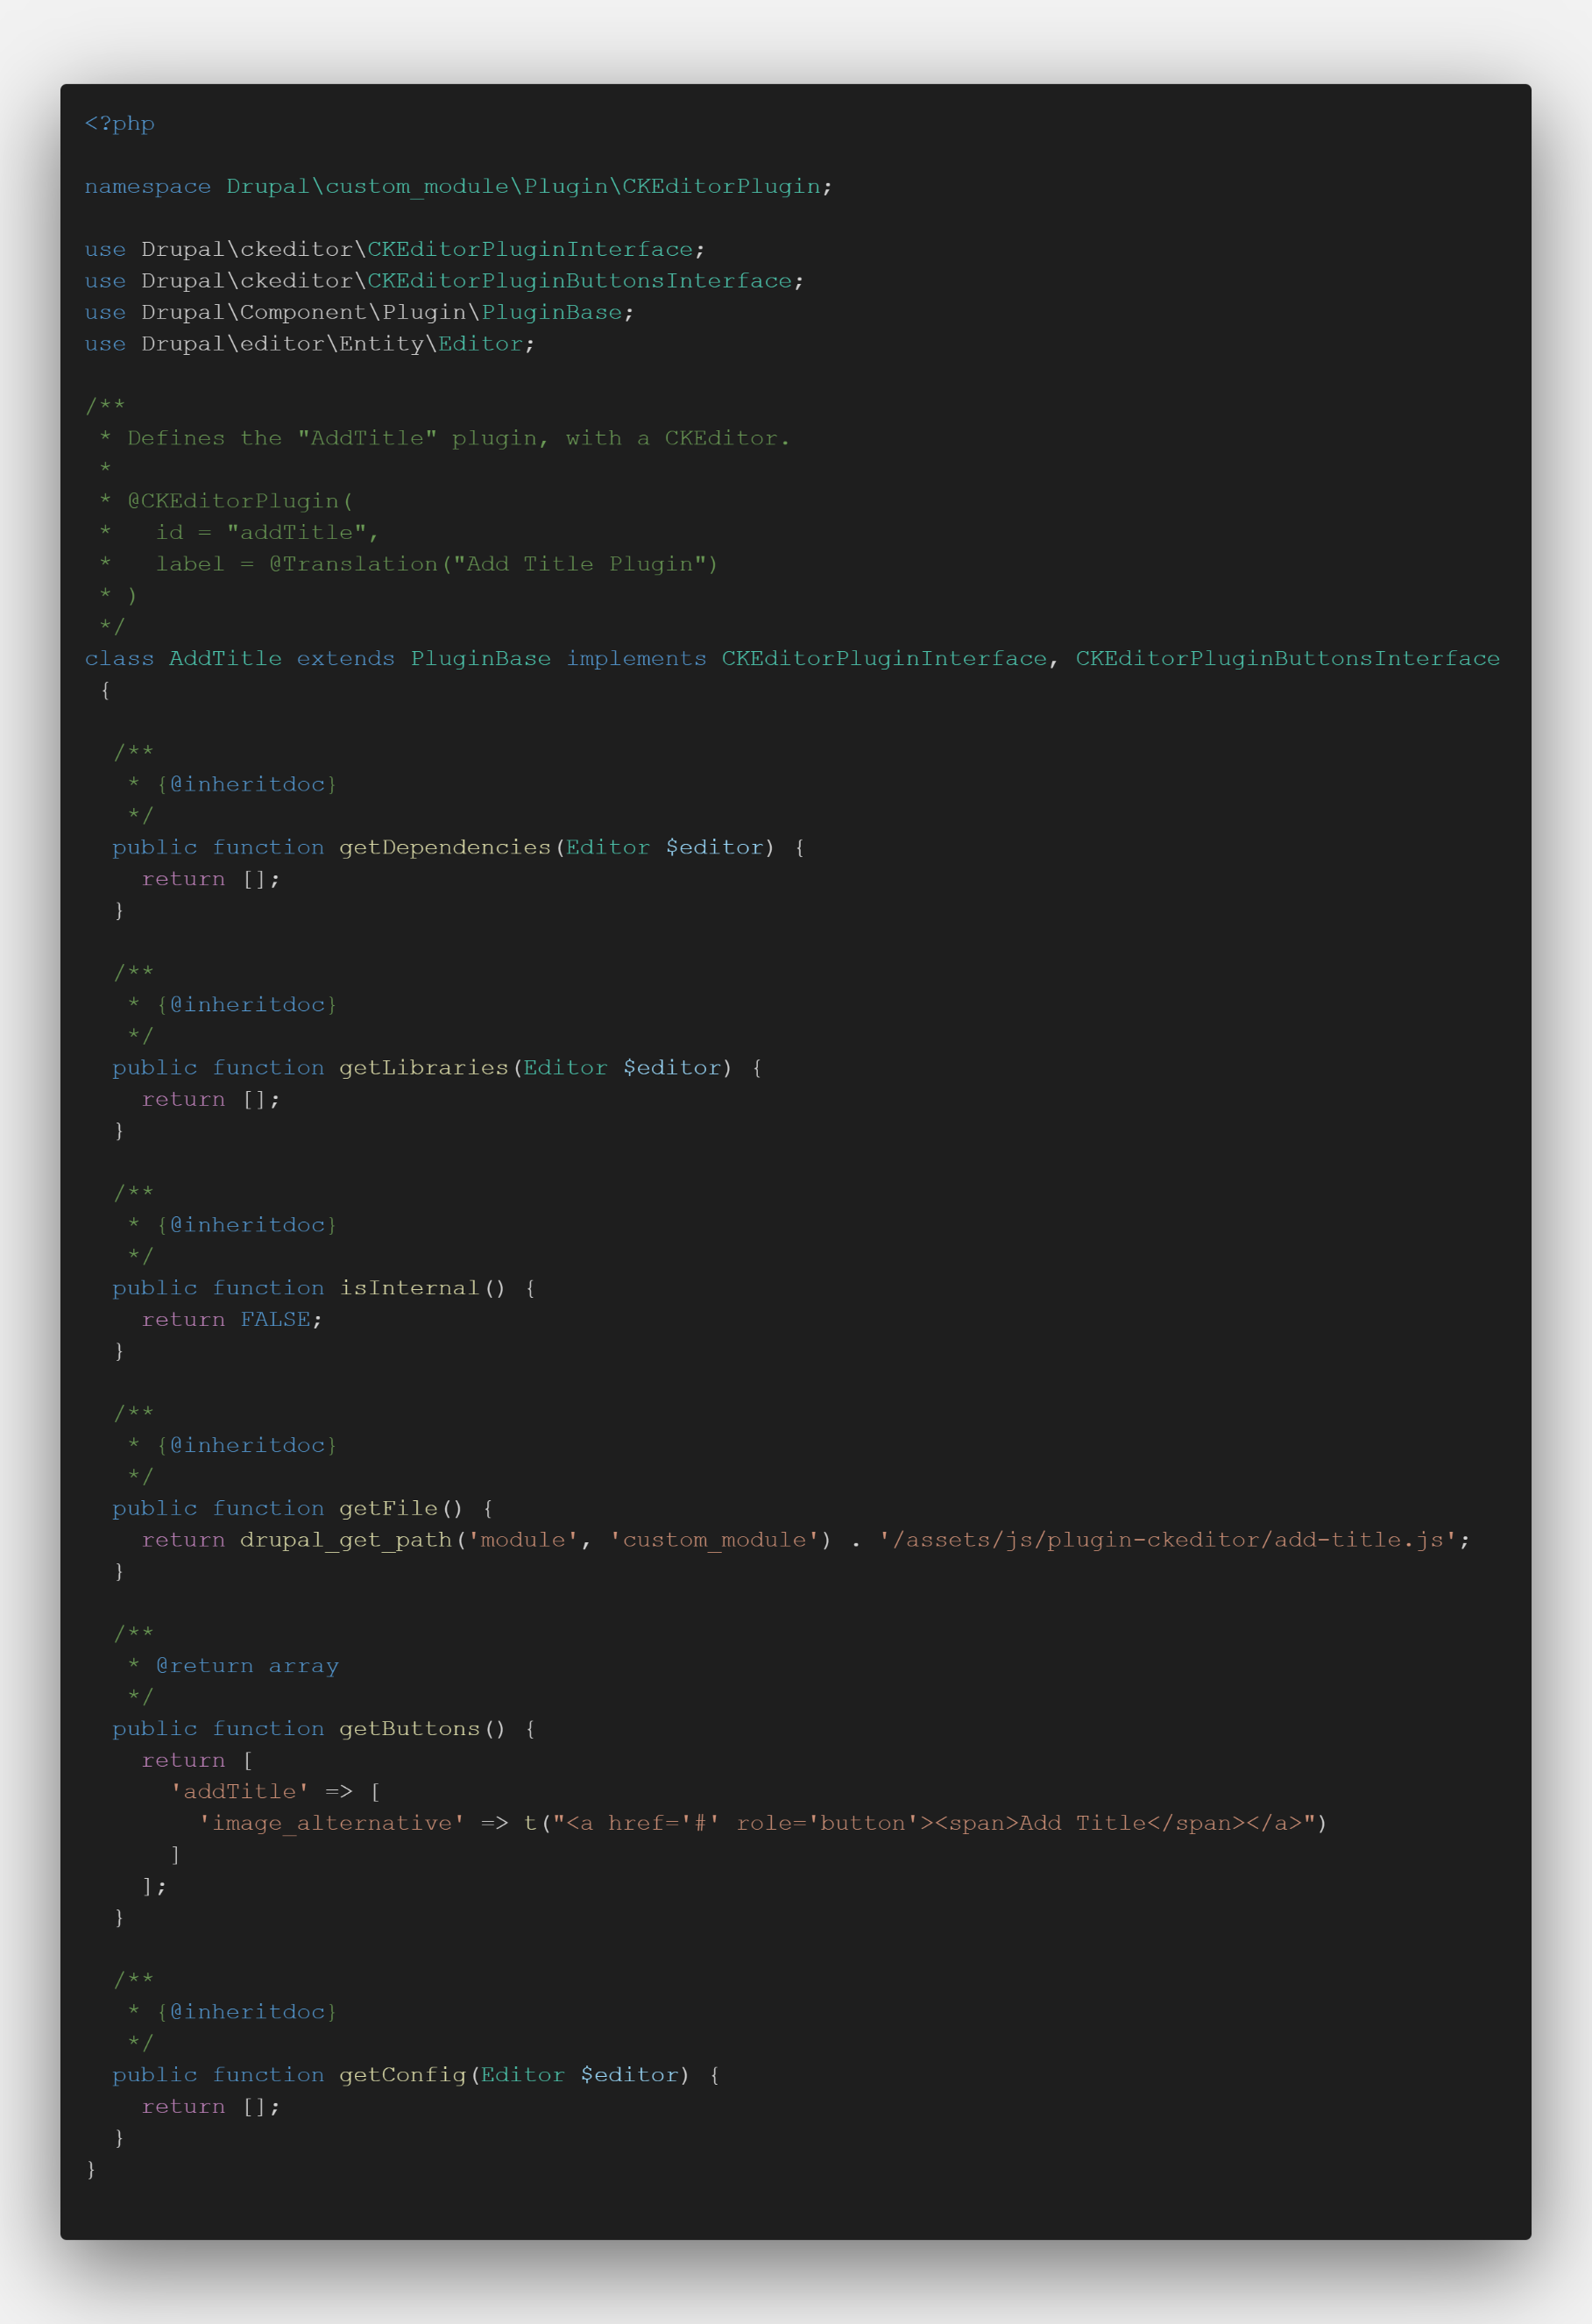 <?php

namespace Drupal\custom_module\Plugin\CKEditorPlugin;

use Drupal\ckeditor\CKEditorPluginInterface;
use Drupal\ckeditor\CKEditorPluginButtonsInterface;
use Drupal\Component\Plugin\PluginBase;
use Drupal\editor\Entity\Editor;

/**
 * Defines the "AddTitle" plugin, with a CKEditor.
 *
 * @CKEditorPlugin(
 *   id = "addTitle",
 *   label = @Translation("Add Title Plugin")
 * )
 */
class AddTitle extends PluginBase implements CKEditorPluginInterface, CKEditorPluginButtonsInterface
 {

  /**
   * {@inheritdoc}
   */
  public function getDependencies(Editor $editor) {
    return [];
  }

  /**
   * {@inheritdoc}
   */
  public function getLibraries(Editor $editor) {
    return [];
  }

  /**
   * {@inheritdoc}
   */
  public function isInternal() {
    return FALSE;
  }

  /**
   * {@inheritdoc}
   */
  public function getFile() {
    return drupal_get_path('module', 'custom_module') . '/assets/js/plugin-ckeditor/add-title.js';
  }

  /**
   * @return array
   */
  public function getButtons() {
    return [
      'addTitle' => [
        'image_alternative' => t("<a href='#' role='button'><span>Add Title</span></a>")
      ]
    ];
  }

  /**
   * {@inheritdoc}
   */
  public function getConfig(Editor $editor) {
    return [];
  }
}